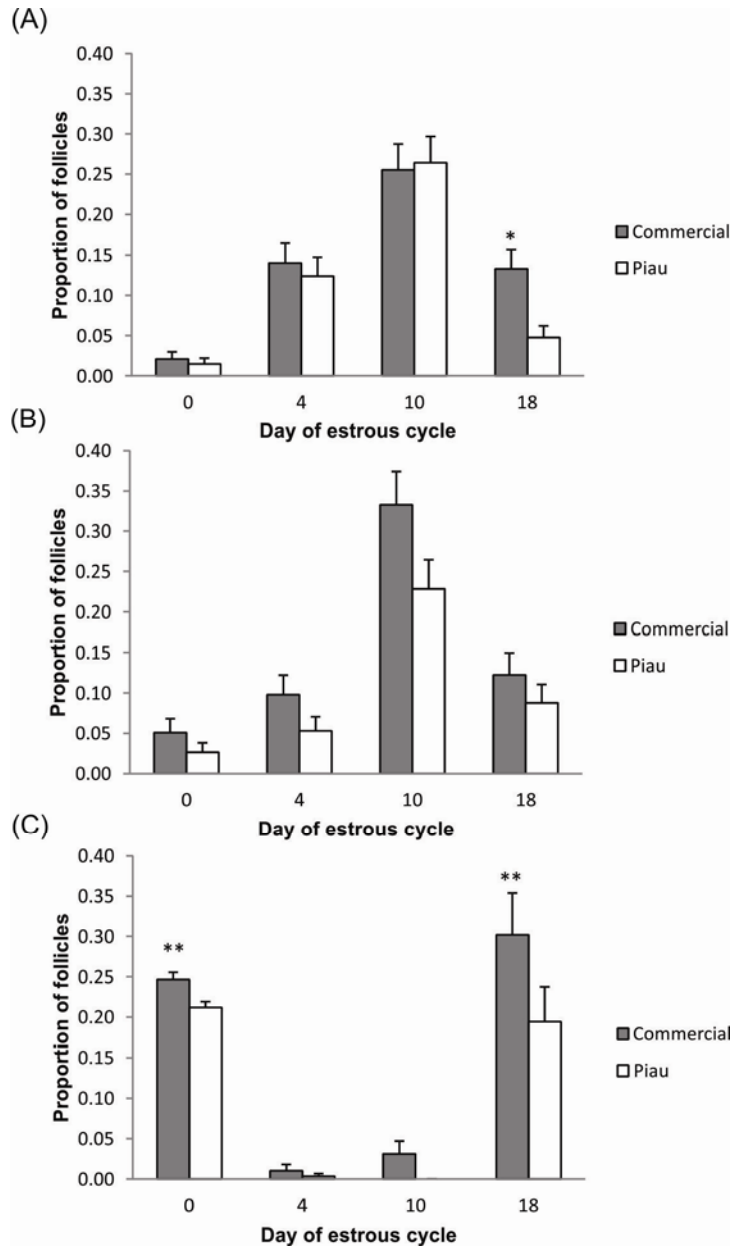 (A)
0.40
0.35
0.30
0.25
0.20
0.15
0.10
0.05
0.00
Proportion of follicles
*
0 4 10 18
Day of estrous cycle
Commercial
Piau
(B)
0.40
0.35
0.30
0.25
0.20
0.15
0.10
0.05
0.00
Proportion of follicles
0 4 10 18
Day of estrous cycle
Commercial
Piau
(C)
0.40
0.35
0.30
0.25
0.20
0.15
0.10
0.05
0.00
Proportion of follicles
** **
0 4 10 18
Day of estrous cycle
Commercial
Piau